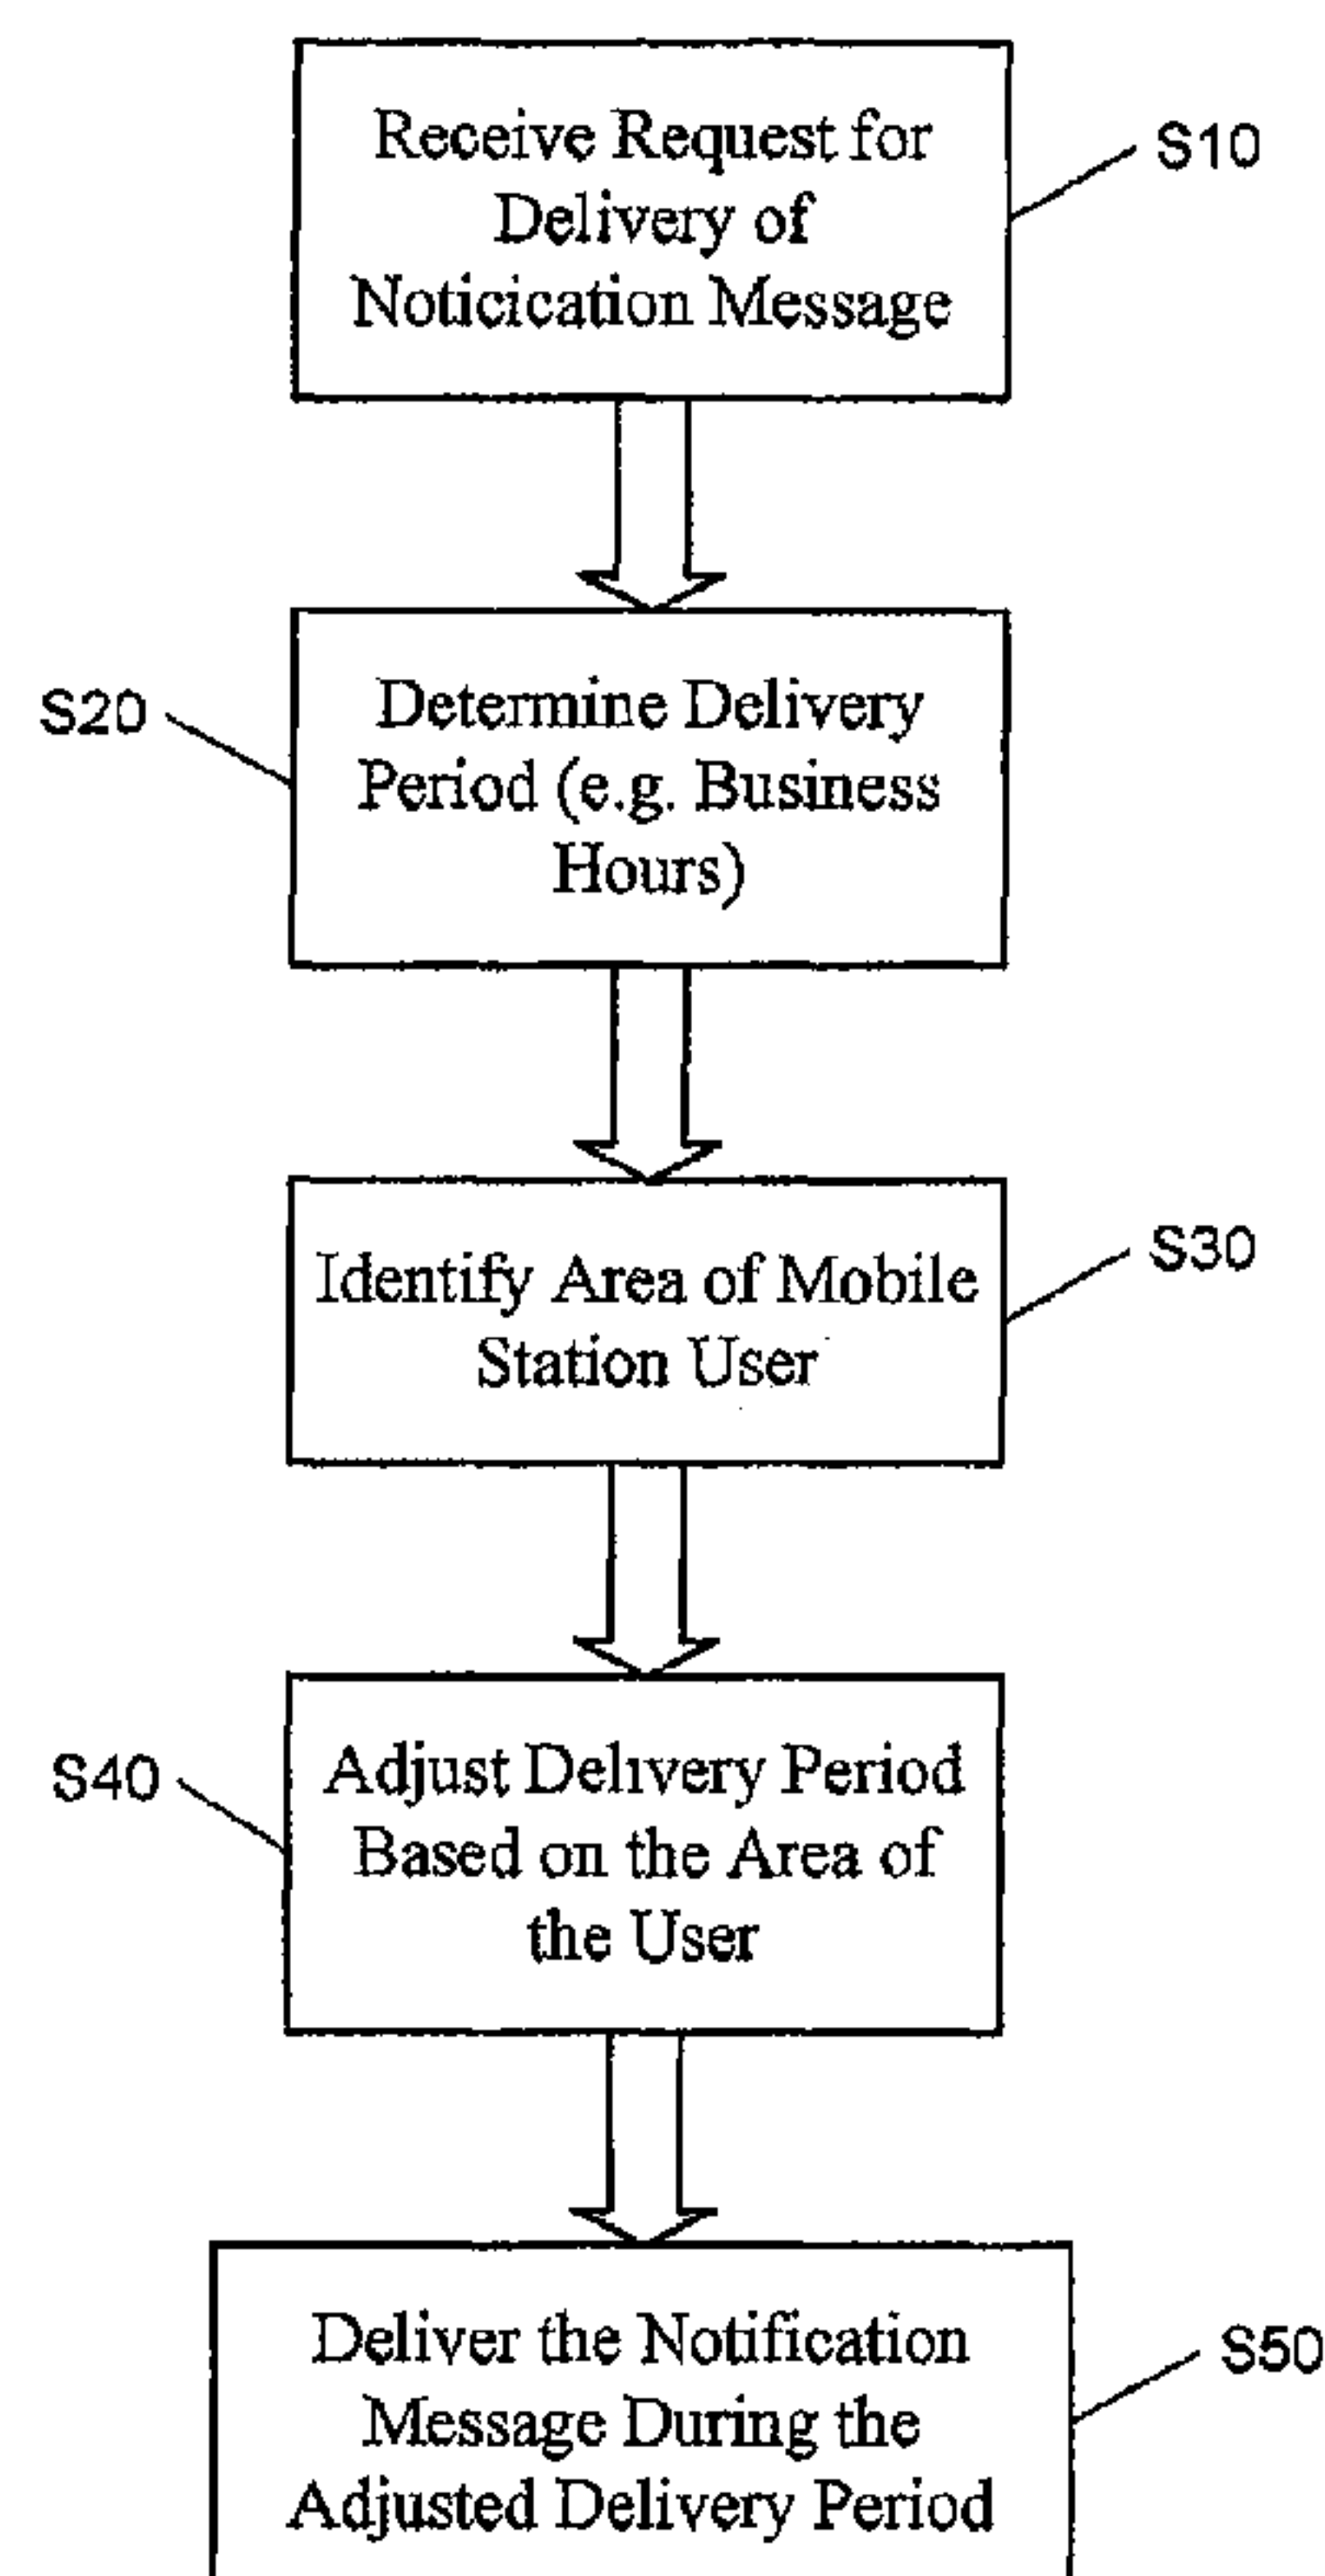 Receive Request for
Delivery of
Noticication Message
S10
Determine Delivery
Period (e.g. Business
Hours)
S20
Identify Area of Mobile
Station User
S30
Adjust Delivery Period
Based on the Area of
the User
S40
Deliver the Notification
Message During the
Adjusted Delivery Period
S50